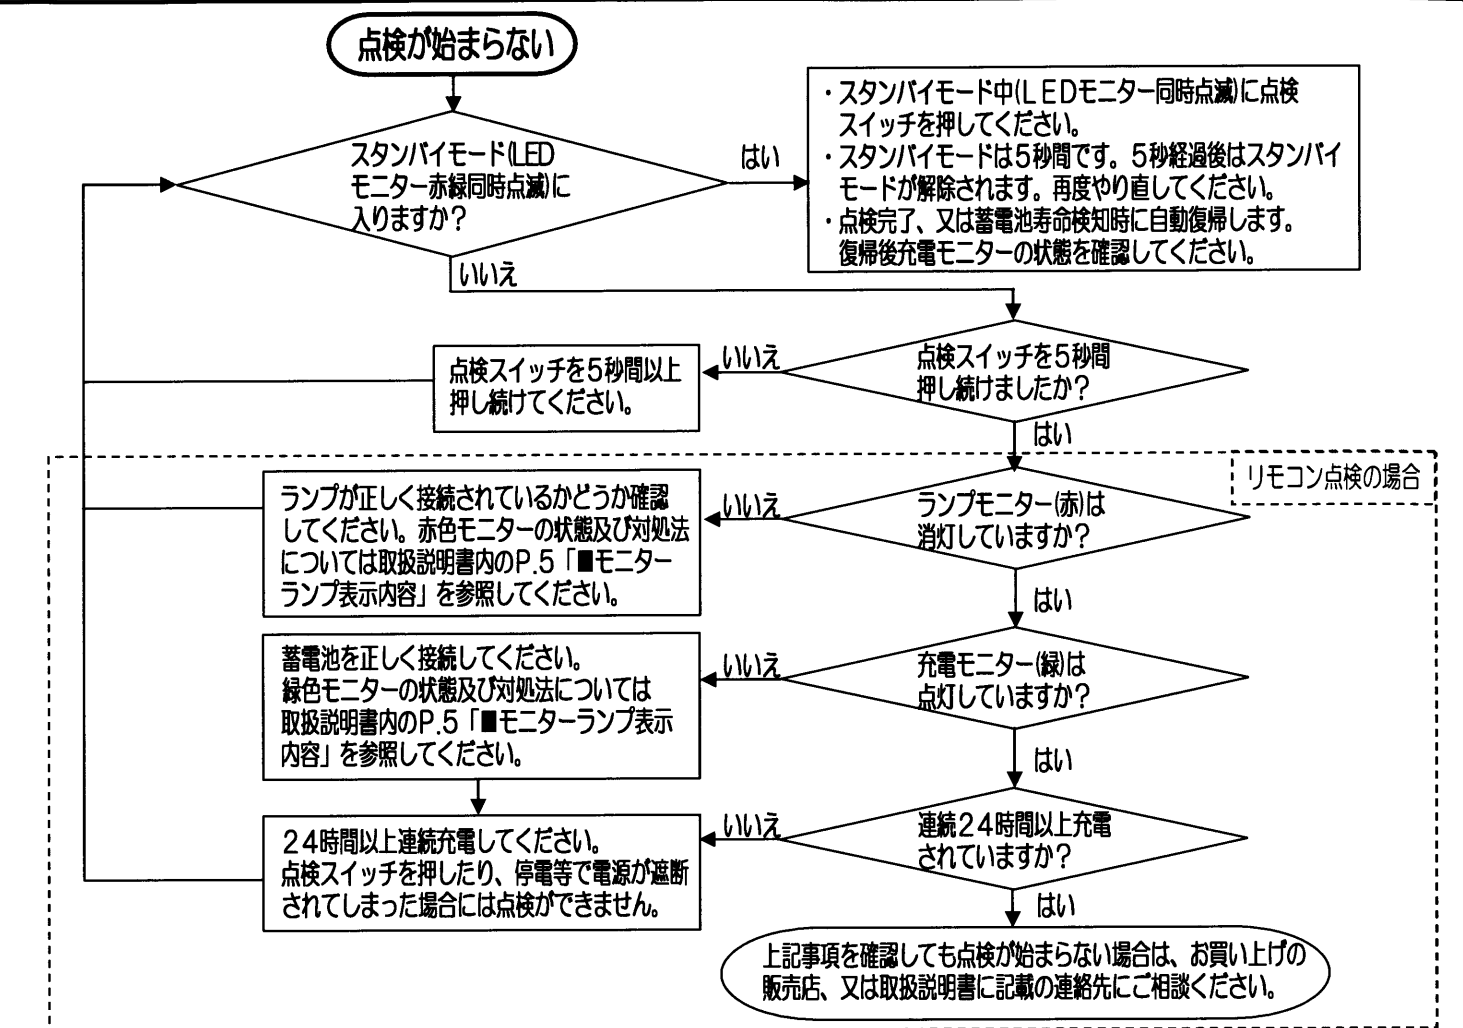 点検が始まらない
スタンバイモード(LED
モニター赤緑同時点滅)に
入りますか？
はい
・スタンバイモード中(ＬＥＤモニター同時点滅)に点検
スイッチを押してください。
・スタンバイモードは５秒間です。５秒経過後はスタンバイ
モードが解除されます。再度やり直してください。
・点検完了、又は蓄電池寿命検知時に自動復帰します。
復帰後充電モニターの状態を確認してください。
いいえ
点検スイッチを５秒間
押し続けましたか？
いいえ
点検スイッチを５秒間以上
押し続けてください。
はい
リモコン点検の場合
ランプモニター(赤)は
消灯していますか？
いいえ
ランプが正しく接続されているかどうか確認
してください。赤色モニターの状態及び対処法
については取扱説明書内のＰ.５「■モニター
ランプ表示内容」を参照してください。
はい
充電モニター(緑)は
点灯していますか？
いいえ
蓄電池を正しく接続してください。
緑色モニターの状態及び対処法については
取扱説明書内のＰ.５「■モニターランプ表示
内容」を参照してください。
はい
連続２４時間以上充電
されていますか？
いいえ
２４時間以上連続充電してください。
点検スイッチを押したり、停電等で電源が遮断
されてしまった場合には点検ができません。
はい
上記事項を確認しても点検が始まらない場合は、お買い上げの
販売店、又は取扱説明書に記載の連絡先にご相談ください。